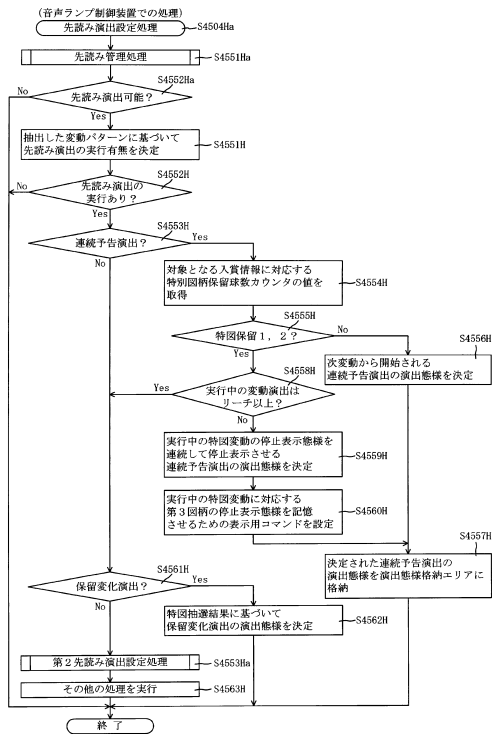 (音声ランプ制御装置での処理)
先読み演出設定処理
S4504Ha
先読み管理処理
S4551Ha
先読み演出可能？
S4552Ha
No
Yes
抽出した変動パターンに基づいて
先読み演出の実行有無を決定
S4551H
先読み演出の
実行あり？
S4552H
No
Yes
連続予告演出？
S4553H
Yes
No
対象となる入賞情報に対応する
特別図柄保留球数カウンタの値を
取得
S4554H
特図保留１，２？
S4555H
No
Yes
次変動から開始される
連続予告演出の演出態様を決定
S4556H
実行中の変動演出は
リーチ以上？
S4558H
Yes
No
実行中の特図変動の停止表示態様を
連続して停止表示させる
連続予告演出の演出態様を決定
S4559H
実行中の特図変動に対応する
第３図柄の停止表示態様を記憶
させるための表示用コマンドを設定
S4560H
決定された連続予告演出の
演出態様を演出態様格納エリアに
格納
S4557H
保留変化演出？
S4561H
Yes
No
特図抽選結果に基づいて
保留変化演出の演出態様を決定
S4562H
第２先読み演出設定処理
S4553Ha
その他の処理を実行
S4563H
終了